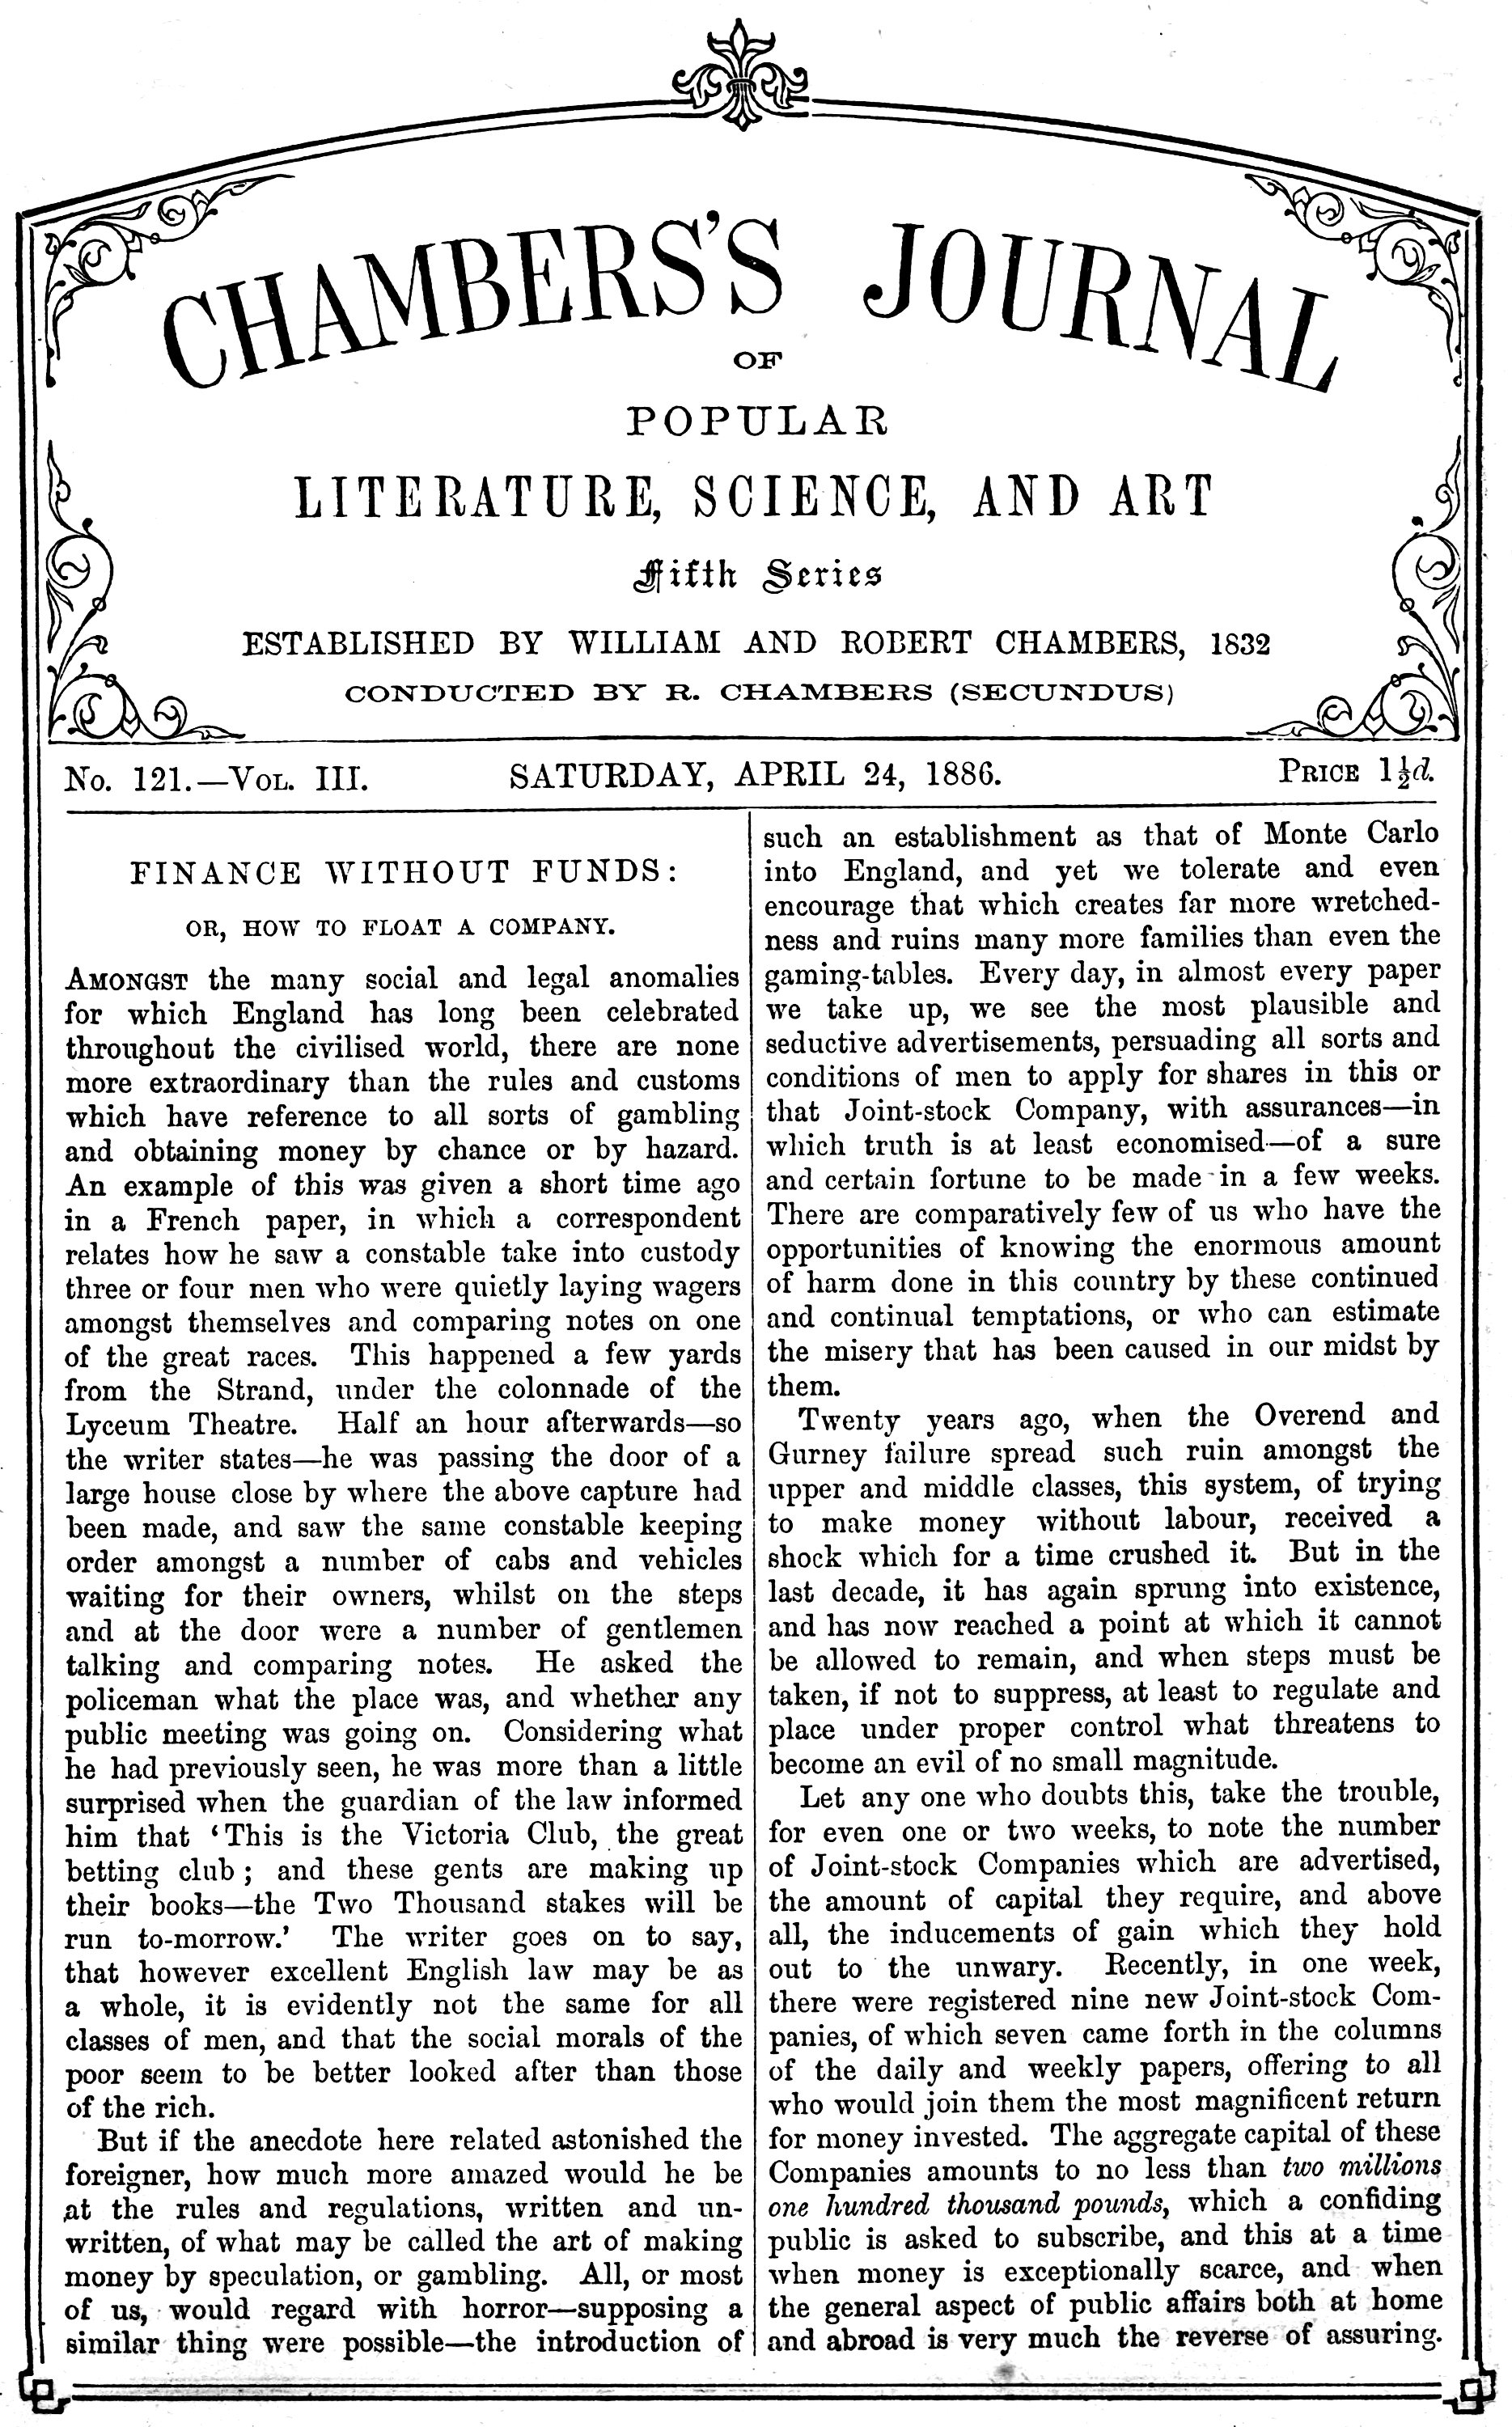 CHAMBERS'S JOURNAL
OF
POPULAR
LITERATURE, SCIENCE, AND ART
Fifth Series
ESTABLISHED BY WILLIAM AND ROBERT CHAMBERS, 1832
CONDUCTED BY R. CHAMBERS (SECUNDUS)
No. 121.—Vol. III. SATURDAY, APRIL 24, 1886. Price 1½d.
FINANCE WITHOUT FUNDS:
OR, HOW TO FLOAT A COMPANY.
Amongst the many social and legal anomalies
for which England has long been celebrated
throughout the civilised world, there are none
more extraordinary than the rules and customs
which have reference to all sorts of gambling
and obtaining money by chance or by hazard.
An example of this was given a short time ago
in a French paper, in which a correspondent
relates how he saw a constable take into custody
three or four men who were quietly laying wagers
amongst themselves and comparing notes on one
of the great races. This happened a few yards
from the Strand, under the colonnade of the
Lyceum Theatre. Half an hour afterwards—so
the writer states—he was passing the door of a
large house close by where the above capture had
been made, and saw the same constable keeping
order amongst a number of cabs and vehicles
waiting for their owners, whilst on the steps
and at the door were a number of gentlemen
talking and comparing notes. He asked the
policeman what the place was, and whether any
public meeting was going on. Considering what
he had previously seen, he was more than a little
surprised when the guardian of the law informed
him that ‘This is the Victoria Club, the great
betting club; and these gents are making up
their books—the Two Thousand stakes will be
run to-morrow.’ The writer goes on to say,
that however excellent English law may be as
a whole, it is evidently not the same for all
classes of men, and that the social morals of the
poor seem to be better looked after than those
of the rich.
But if the anecdote here related astonished the
foreigner, how much more amazed would he be
at the rules and regulations, written and un-
written, of what may be called the art of making
money by speculation, or gambling. All, or most
of us, would regard with horror—supposing a
similar thing were possible—the introduction of
such an establishment as that of Monte Carlo
into England, and yet we tolerate and even
encourage that which creates far more wretched-
ness and ruins many more families than even the
gaming-tables. Every day, in almost every paper
we take up, we see the most plausible and
seductive advertisements, persuading all sorts and
conditions of men to apply for shares in this or
that Joint-stock Company, with assurances—in
which truth is at least economised—of a sure
and certain fortune to be made in a few weeks.
There are comparatively few of us who have the
opportunities of knowing the enormous amount
of harm done in this country by these continued
and continual temptations, or who can estimate
the misery that has been caused in our midst by
them.
Twenty years ago, when the Overend and
Gurney failure spread such ruin amongst the
upper and middle classes, this system, of trying
to make money without labour, received a
shock which for a time crushed it. But in the
last decade, it has again sprung into existence,
and has now reached a point at which it cannot
be allowed to remain, and when steps must be
taken, if not to suppress, at least to regulate and
place under proper control what threatens to
become an evil of no small magnitude.
Let any one who doubts this, take the trouble,
for even one or two weeks, to note the number
of Joint-stock Companies which are advertised,
the amount of capital they require, and above
all, the inducements of gain which they hold
out to the unwary. Recently, in one week,
there were registered nine new Joint-stock Com-
panies, of which seven came forth in the columns
of the daily and weekly papers, offering to all
who would join them the most magnificent return
for money invested. The aggregate capital of these
Companies amounts to no less than two millions
one hundred thousand pounds, which a confiding
public is asked to subscribe, and this at a time
when money is exceptionally scarce, and when
the general aspect of public affairs both at home
and abroad is very much the reverse of assuring.